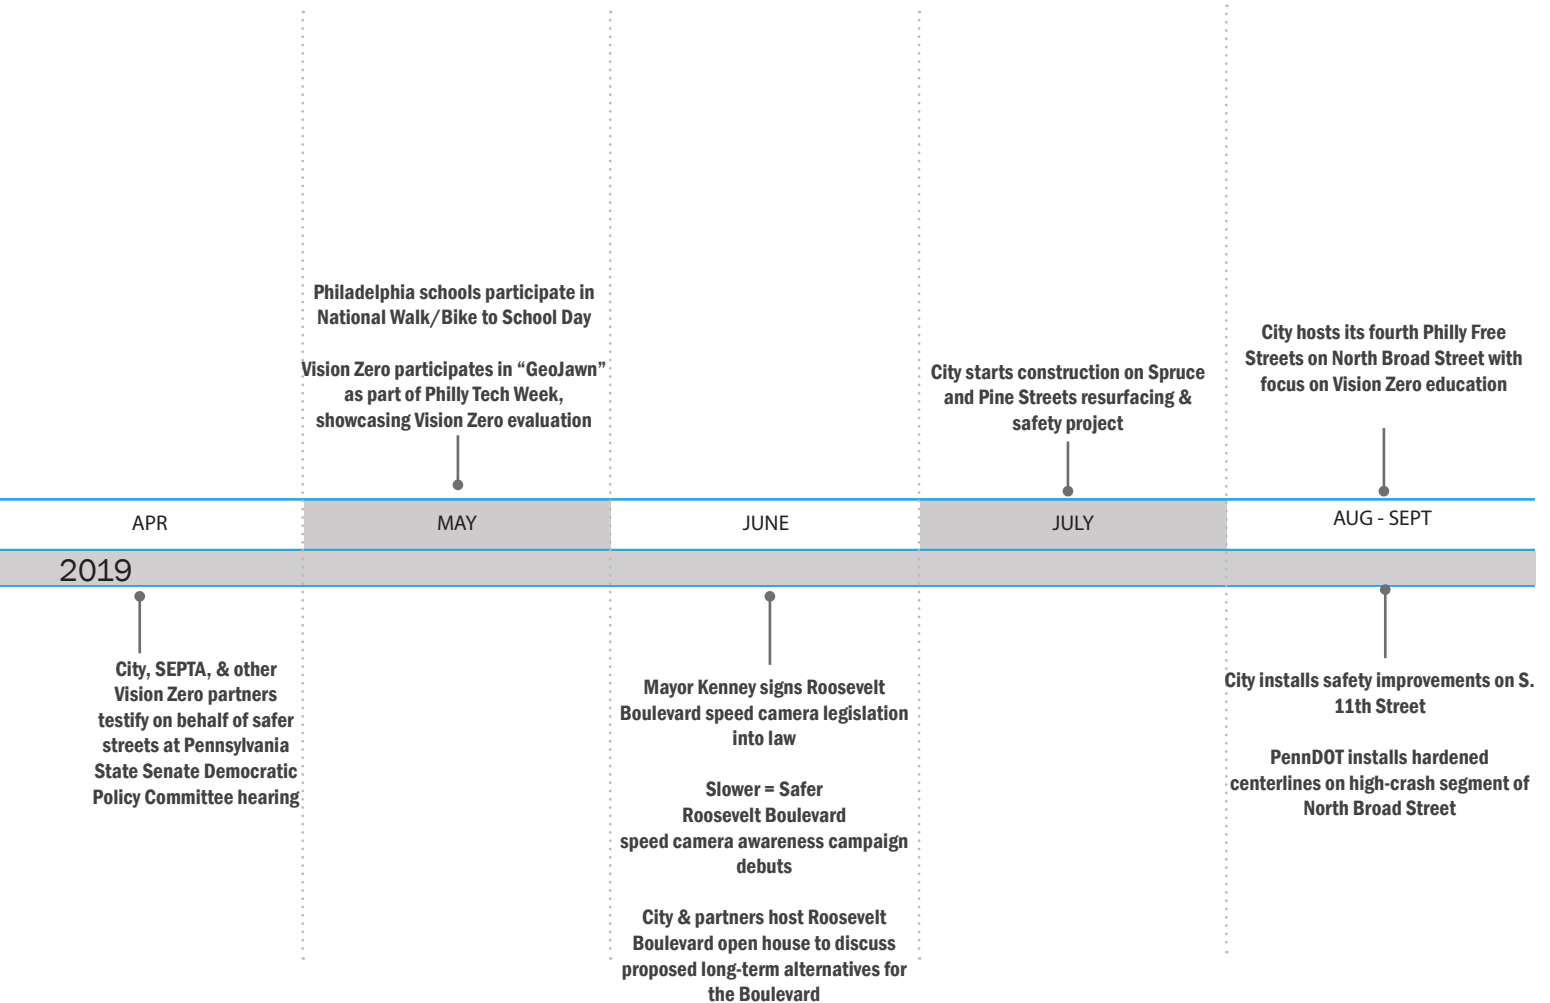 Philadelphia schools participate in
National Walk/Bike to School Day
Vision Zero participates in “GeoJawn”
as part of Philly Tech Week,
showcasing Vision Zero evaluation
City starts construction on Spruce
and Pine Streets resurfacing &
safety project
City hosts its fourth Philly Free
Streets on North Broad Street with
focus on Vision Zero education
APR
MAY
JUNE
JULY
AUG - SEPT
2019
City, SEPTA, & other
Vision Zero partners
testify on behalf of safer
streets at Pennsylvania
State Senate Democratic
Policy Committee hearing
Mayor Kenney signs Roosevelt
Boulevard speed camera legislation
into law
Slower = Safer
Roosevelt Boulevard
speed camera awareness campaign
debuts
City & partners host Roosevelt
Boulevard open house to discuss
proposed long-term alternatives for
the Boulevard
City installs safety improvements on S.
11th Street
PennDOT installs hardened
centerlines on high-crash segment of
North Broad Street